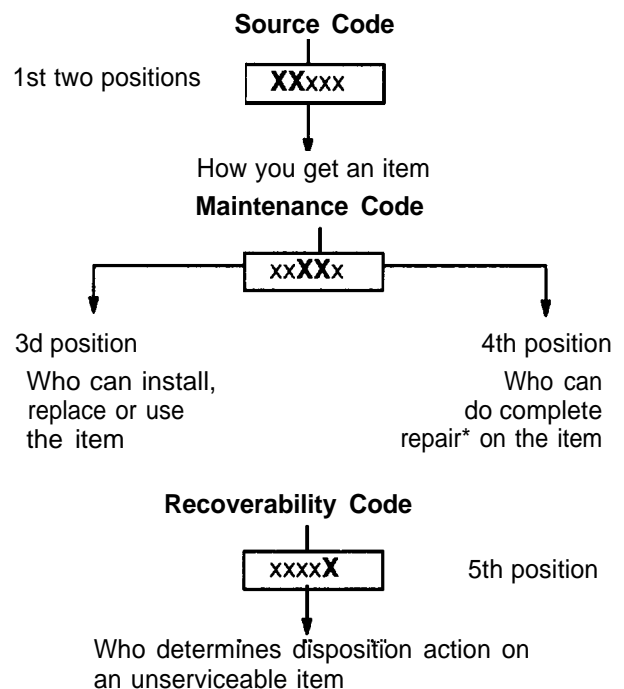 Source Code
1st two positions
XXxxx
How you get an item
Maintenance Code
xxXXx
3d position
Who can install,
replace or use
the item
4th position
Who can
do complete
repair* on the item
Recoverability Code
xxxxX
5th position
Who determines disposition action on
an unserviceable item